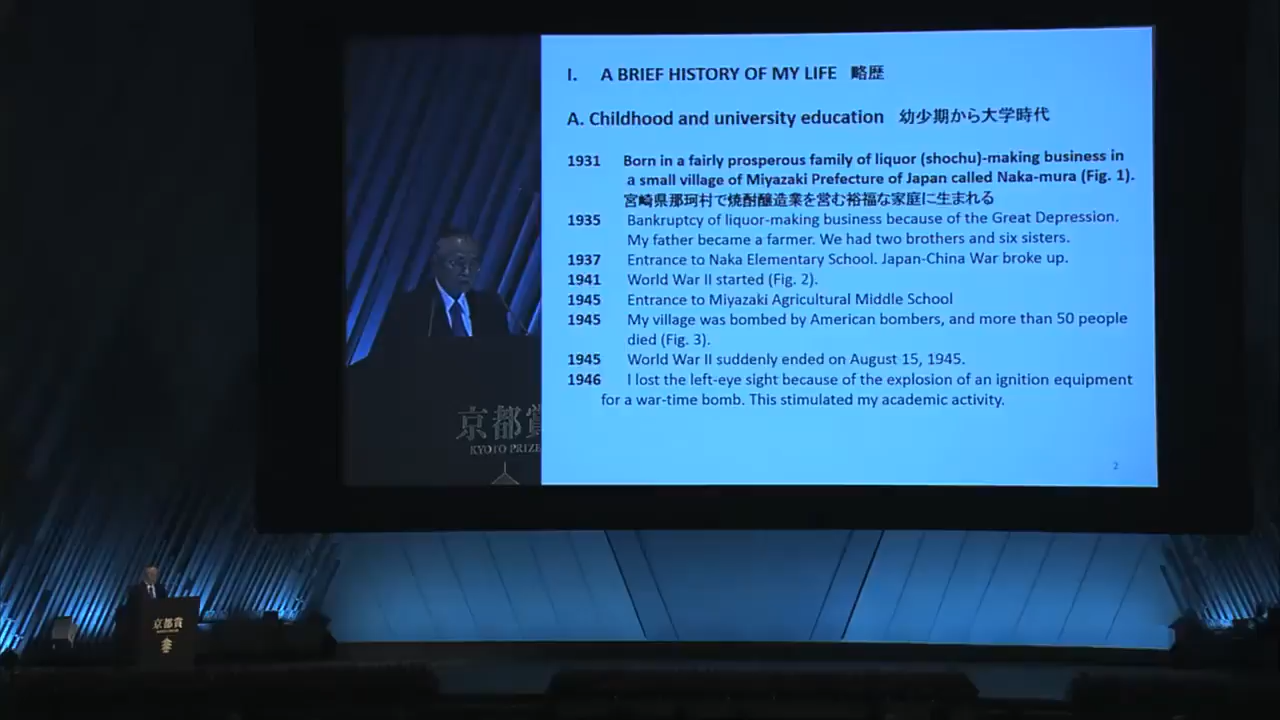 I. A BRIEF HISTORY OF MY LIFE 略歴
A. Childhood and university education 幼少期から大学時代
1931 Born in a fairly prosperous family of liquor (shochu)-making business in
a small village of Miyazaki Prefecture of Japan called Naka-mura (Fig. 1).
宮崎県那珂村で焼酎醸造業を営む裕福な家庭に生まれる
1935 Bankruptcy of liquor-making business because of the Great Depression.
My father became a farmer. We had two brothers and six sisters.
1937 Entrance to Naka Elementary School. Japan-China War broke up.
1941 World War II started (Fig. 2).
1945 Entrance to Miyazaki Agricultural Middle School
1945 My village was bombed by American bombers, and more than 50 people
died (Fig. 3).
1945 World War II suddenly ended on August 15, 1945.
1946 I lost the left-eye sight because of the explosion of an ignition equipment
for a war-time bomb. This stimulated my academic activity.
2
京都賞
KYOTO PRIZE
京都賞